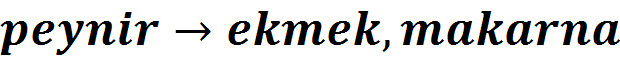 peynir → ekmek, makarna